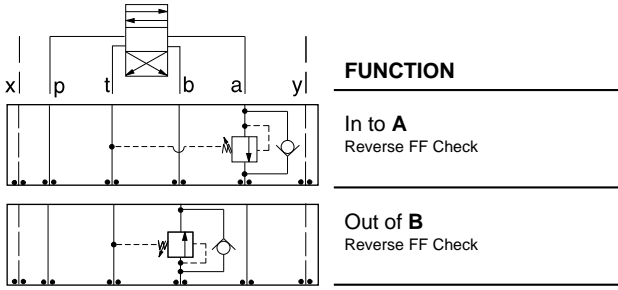 x p t b a y
FUNCTION
In to A
Reverse FF Check
Out of B
Reverse FF Check